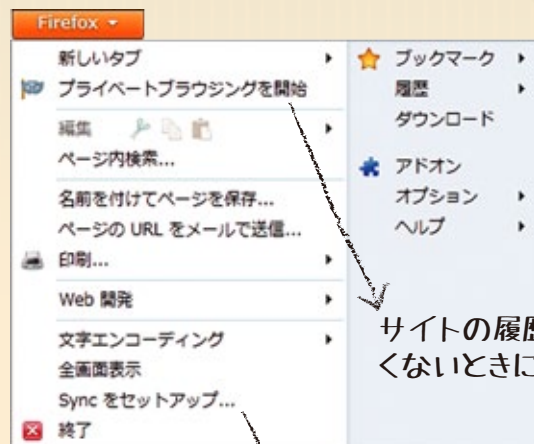 Firefox
新しいタブ
プライベートブラウジングを開始
編集
ページ内検索...
名前を付けてページを保存...
ページの URL をメールで送信...
印刷...
Web 開発
文字エンコーディング
全画面表示
Sync をセットアップ...
終了
ブックマーク
履歴
ダウンロード
アドオン
オプション
ヘルプ
サイトの履歴
くないときに